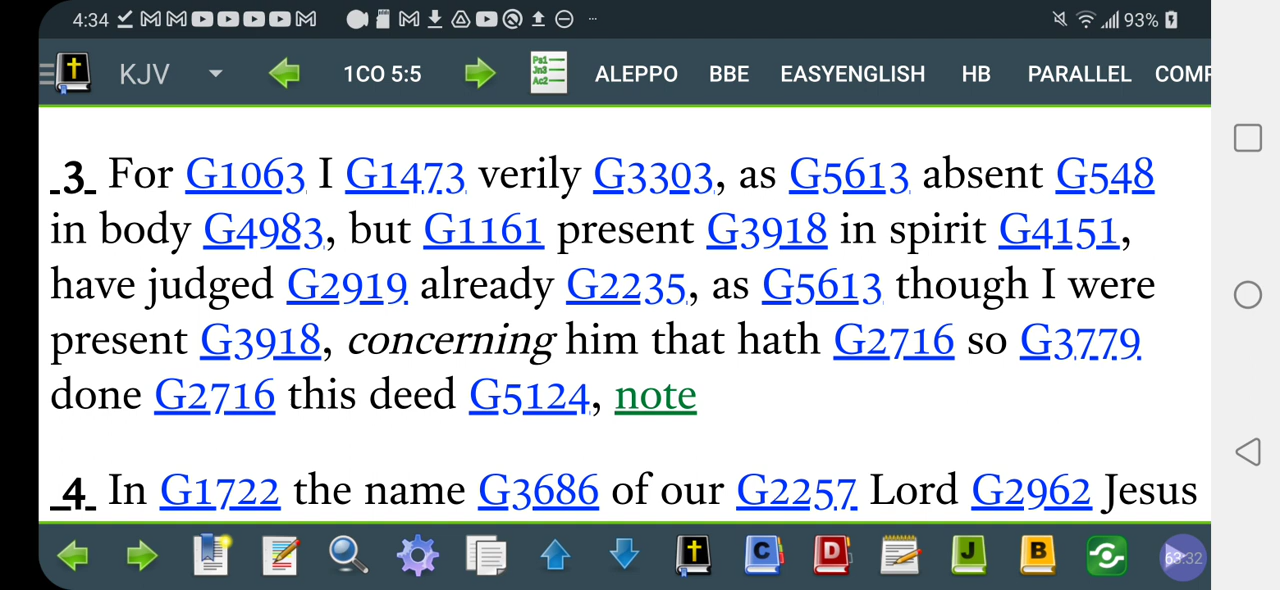 4:34 93%
KJV 1CO 5:5 ALEPPO BBE EASYENGLISH HB PARALLEL COMP
3 For G1063 I G1473 verily G3303, as G5613 absent G548
in body G4983, but G1161 present G3918 in spirit G4151,
have judged G2919 already G2235, as G5613 though I were
present G3918, concerning him that hath G2716 so G3779
done G2716 this deed G5124, note
4 In G1722 the name G3686 of our G2257 Lord G2962 Jesus
C D J B 63:32